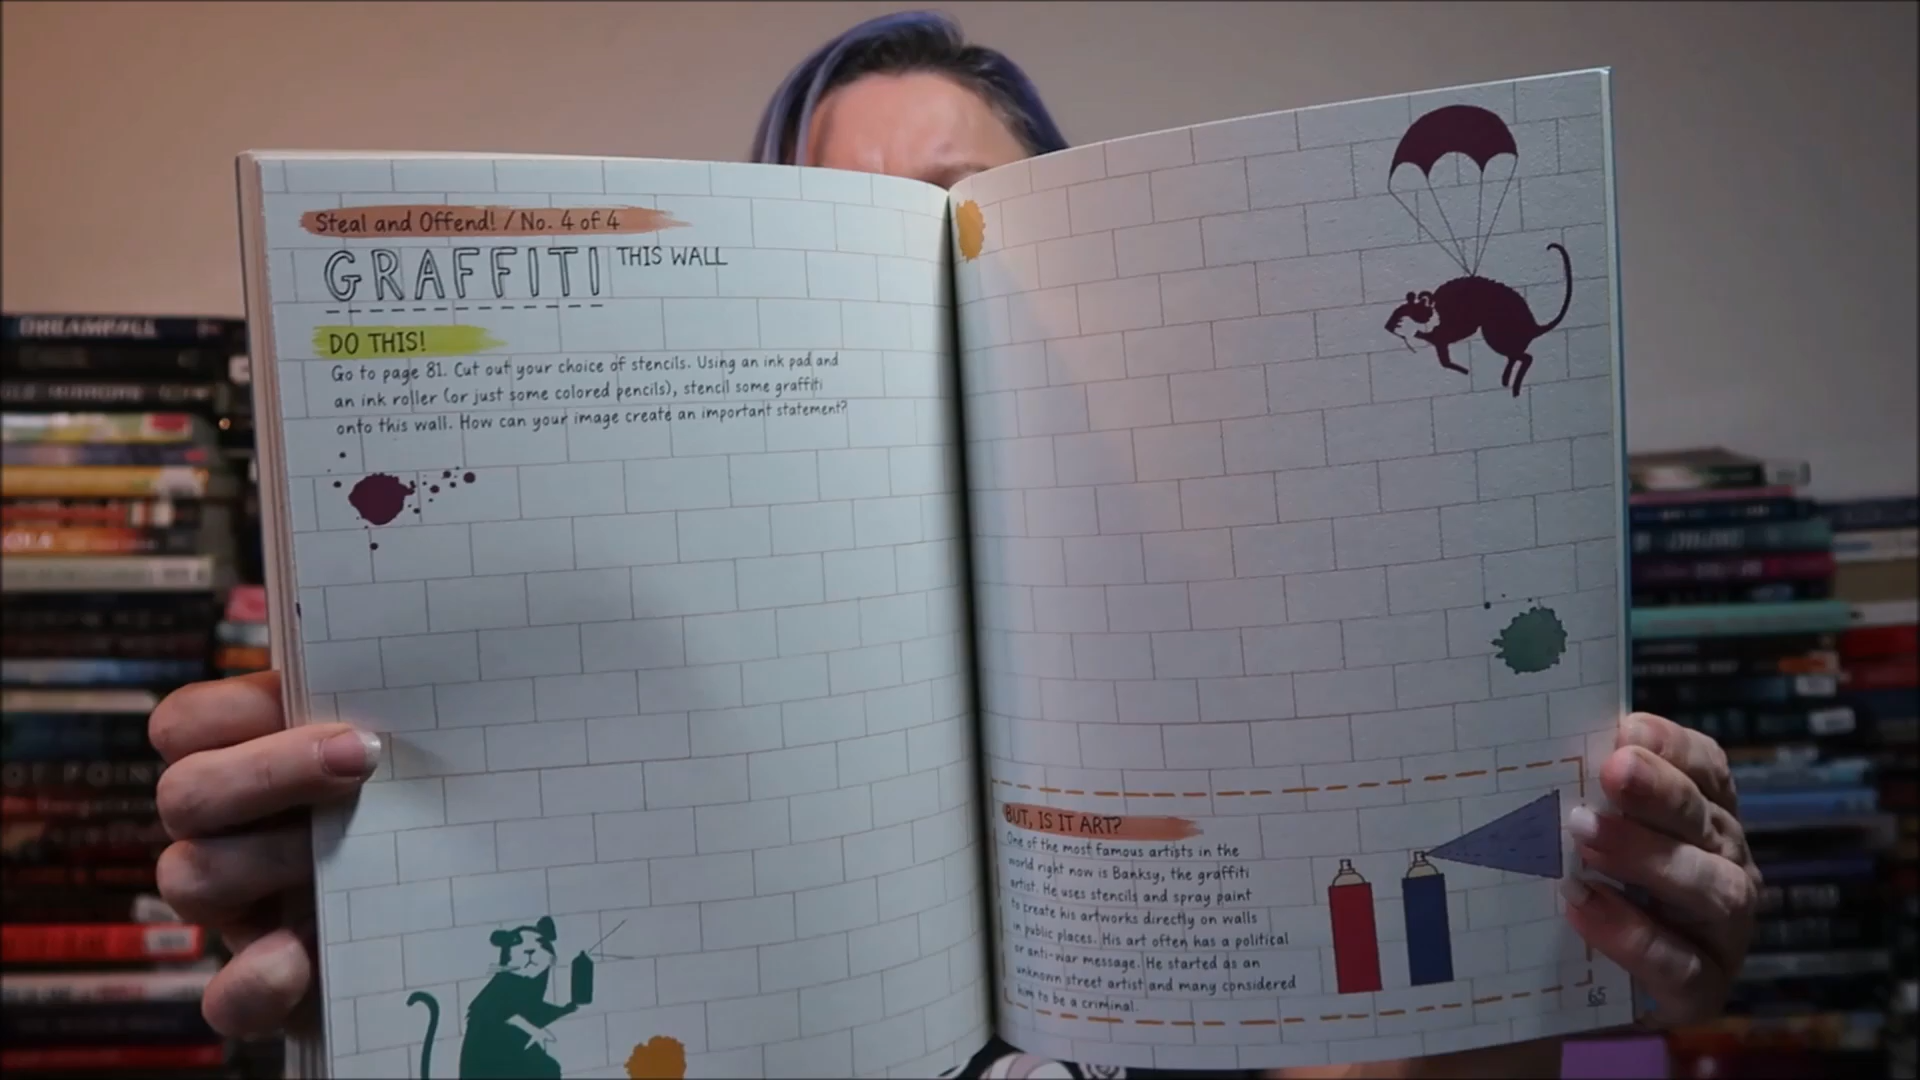 Steal and Offend! / No. 4 of 4
GRAFFITI THIS WALL
DO THIS!
Go to page 81. Cut out your choice of stencils. Using an ink pad and
an ink roller (or just some colored pencils), stencil some graffiti
onto this wall. How can your image create an important statement?
BUT, IS IT ART?
One of the most famous artists in the
world right now is Banksy, the graffiti
artist. He uses stencils and spray paint
to create his artworks directly on walls
in public places. His art often has a political
or anti-war message. He started as an
unknown street artist and many considered
him to be a criminal.
65
DREAMFALL